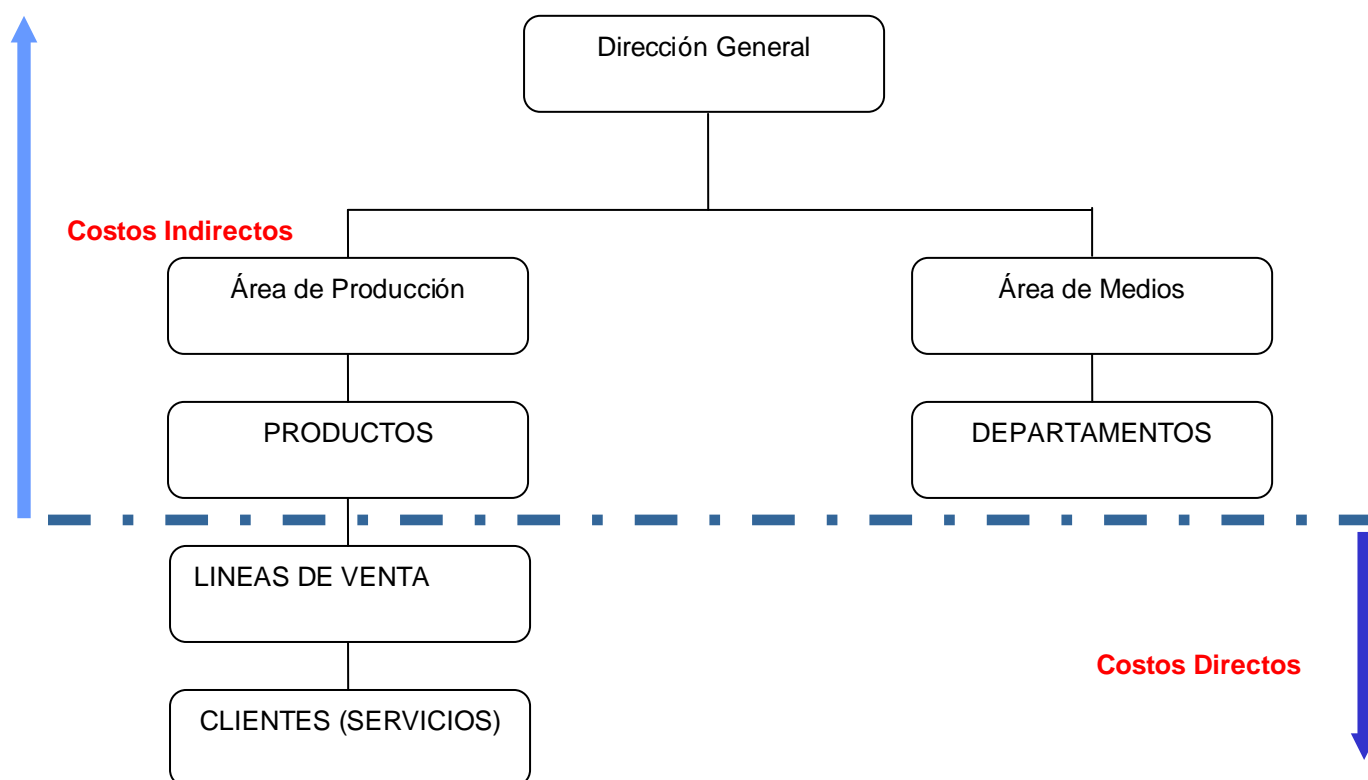 Dirección General
Costos Indirectos
Área de Producción
Área de Medios
PRODUCTOS
DEPARTAMENTOS
LINEAS DE VENTA
Costos Directos
CLIENTES (SERVICIOS)